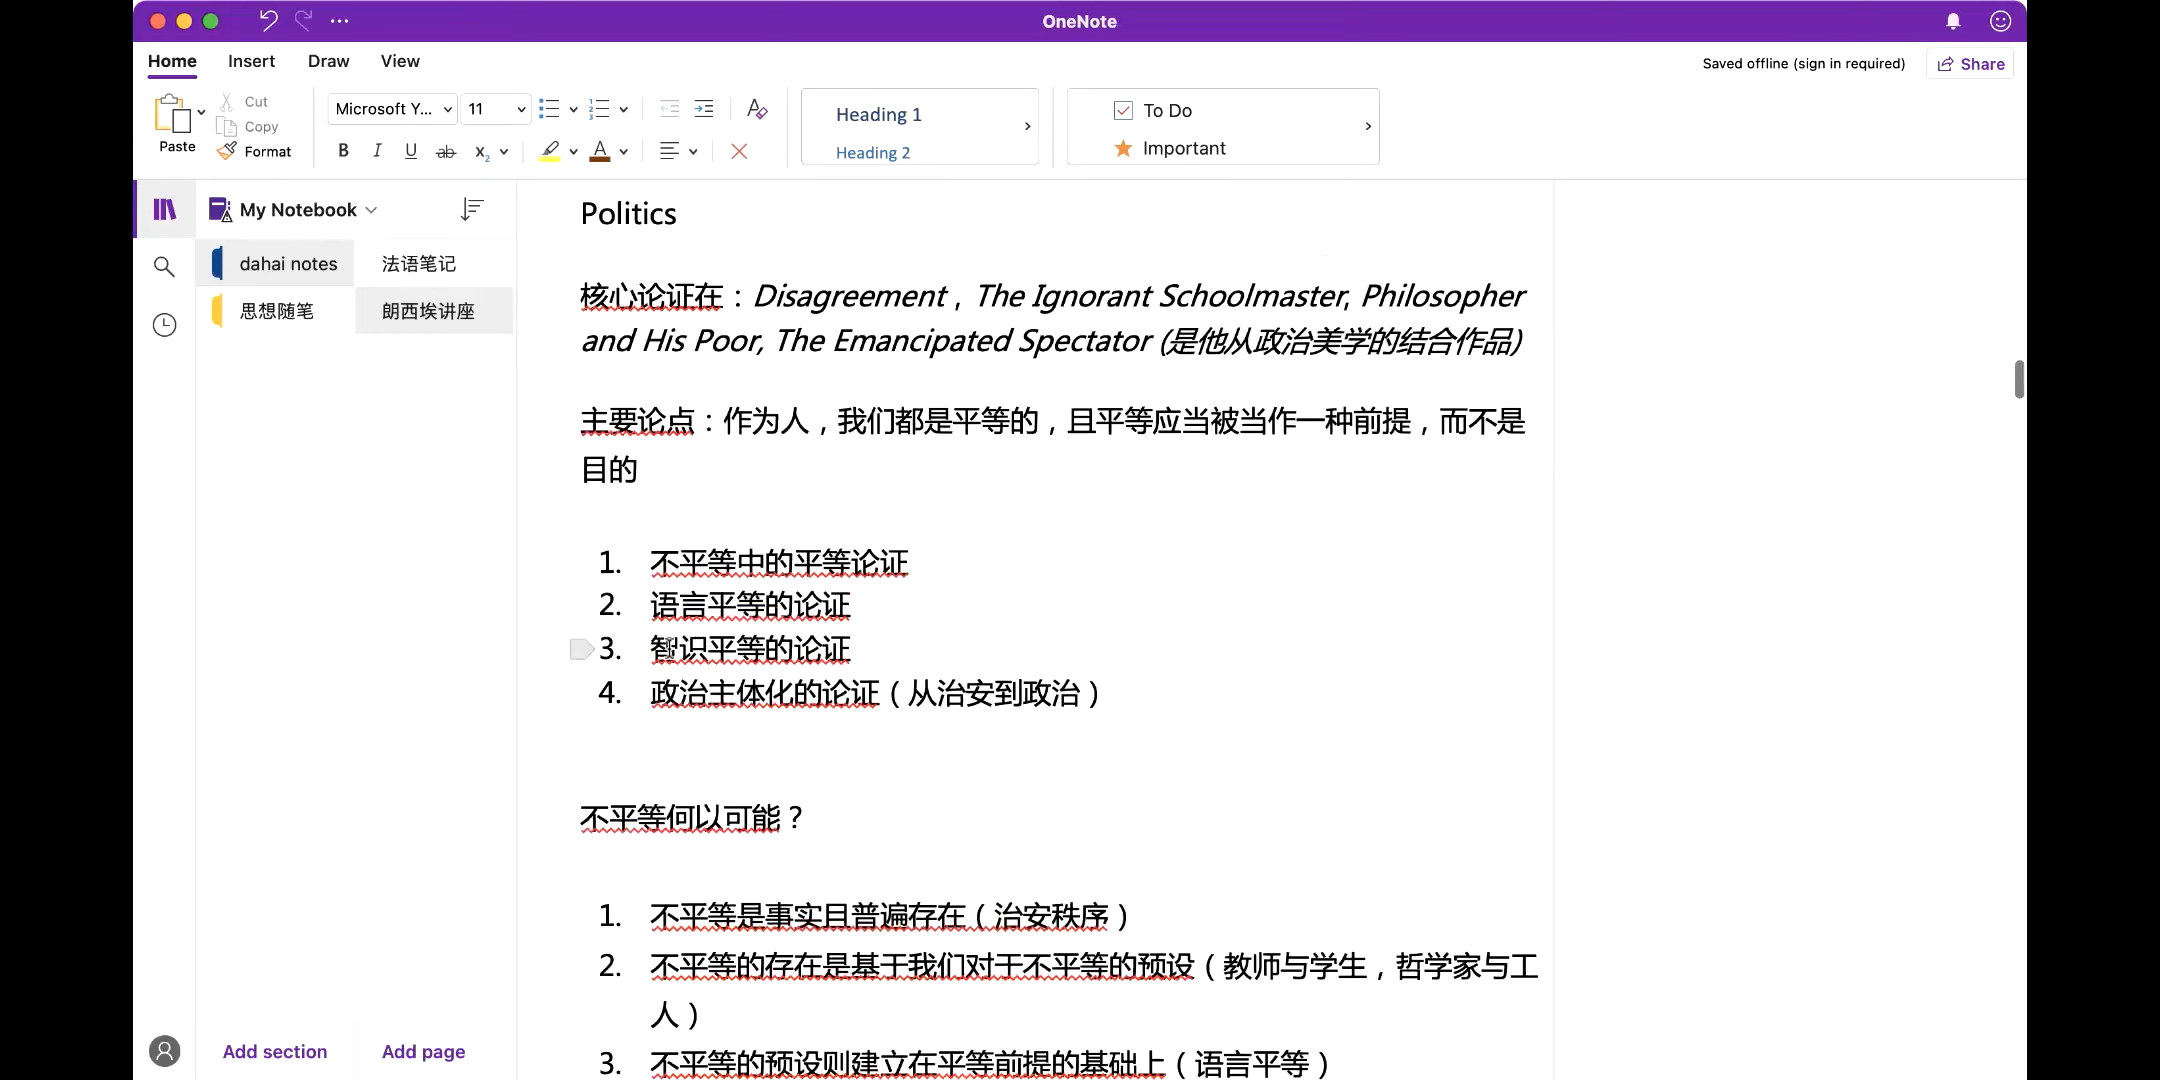 OneNote
Home Insert Draw View
Saved offline (sign in required) Share
Paste
Cut
Copy
Format
Microsoft Y... 11
B I U ab x₂ A
Heading 1
Heading 2
To Do
Important
My Notebook
dahai notes
思想随笔
法语笔记
朗西埃讲座
Add section
Add page
Politics
核心论证在：Disagreement，The Ignorant Schoolmaster, Philosopher
and His Poor, The Emancipated Spectator (是他从政治美学的结合作品)
主要论点：作为人，我们都是平等的，且平等应当被当作一种前提，而不是
目的
1. 不平等中的平等论证
2. 语言平等的论证
3. 智识平等的论证
4. 政治主体化的论证（从治安到政治）
不平等何以可能？
1. 不平等是事实且普遍存在（治安秩序）
2. 不平等的存在是基于我们对于不平等的预设（教师与学生，哲学家与工
人）
3. 不平等的预设则建立在平等前提的基础上（语言平等）